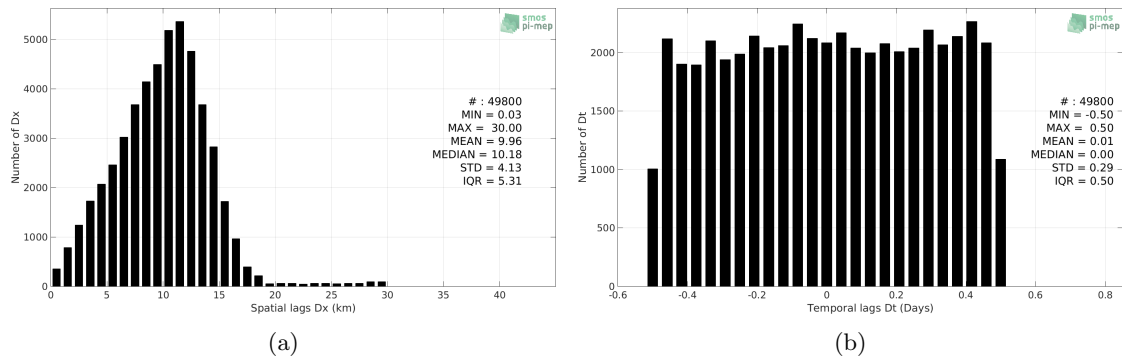 smos
pi-mep
5000
4000
3000
2000
1000
0
Number of Dx
# : 49800
MIN = 0.03
MAX = 30.00
MEAN = 9.96
MEDIAN = 10.18
STD = 4.13
IQR = 5.31
0 5 10 15 20 25 30 35 40
Spatial lags Dx (km)
(a)
smos
pi-mep
2000
1500
1000
500
0
Number of Dt
# : 49800
MIN = -0.50
MAX = 0.50
MEAN = 0.01
MEDIAN = 0.00
STD = 0.29
IQR = 0.50
-0.6 -0.4 -0.2 0 0.2 0.4 0.6 0.8
Temporal lags Dt (Days)
(b)